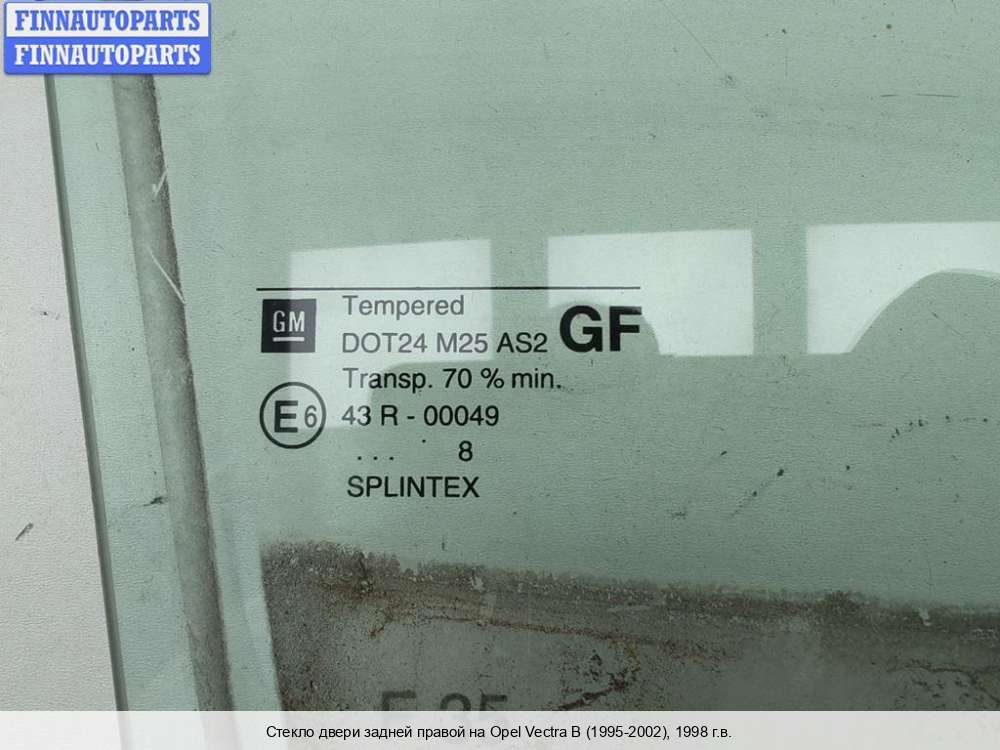 FINNAUTOPARTS
FINNAUTOPARTS
GM
Tempered
DOT24 M25 AS2 GF
Transp. 70 % min.
E6 43 R - 00049
. . . 8
SPLINTEX
Стекло двери задней правой на Opel Vectra B (1995-2002), 1998 г.в.